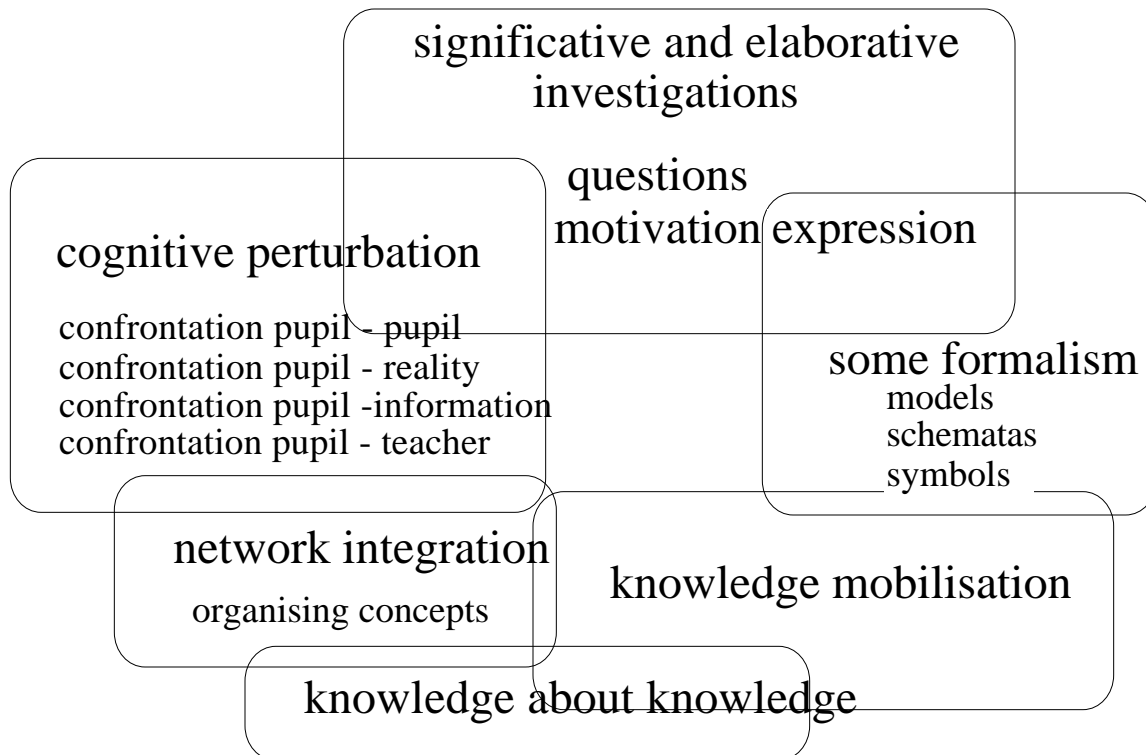 significative and elaborative
investigations
questions
motivation expression
cognitive perturbation
confrontation pupil - pupil
confrontation pupil - reality
confrontation pupil -information
confrontation pupil - teacher
some formalism
models
schematas
symbols
network integration
organising concepts
knowledge mobilisation
knowledge about knowledge